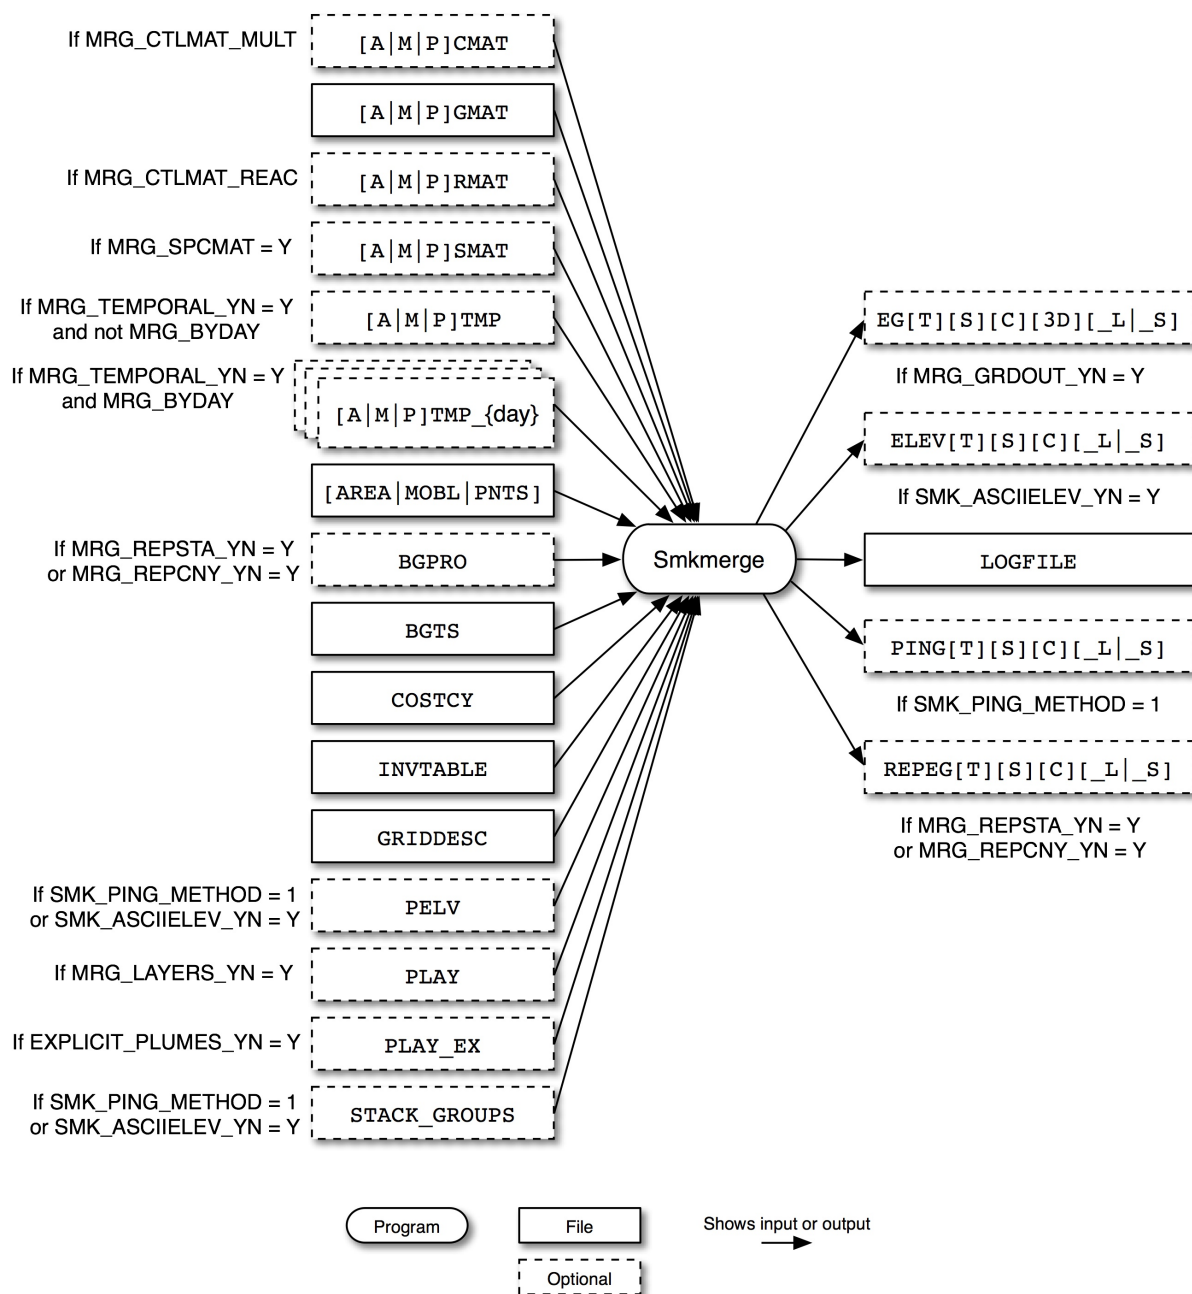 If MRG_CTLMAT_MULT
[A|M|P]CMAT
[A|M|P]GMAT
If MRG_CTLMAT_REAC
[A|M|P]RMAT
If MRG_SPCMAT = Y
[A|M|P]SMAT
If MRG_TEMPORAL_YN = Y
and not MRG_BYDAY
[A|M|P]TMP
If MRG_TEMPORAL_YN = Y
and MRG_BYDAY
[A|M|P]TMP_{day}
[AREA|MOBL|PNTS]
If MRG_REPSTA_YN = Y
or MRG_REPCNY_YN = Y
BGPRO
BGTS
COSTCY
INVTABLE
GRIDDESC
If SMK_PING_METHOD = 1
or SMK_ASCIIELEV_YN = Y
PELV
If MRG_LAYERS_YN = Y
PLAY
If EXPLICIT_PLUMES_YN = Y
PLAY_EX
If SMK_PING_METHOD = 1
or SMK_ASCIIELEV_YN = Y
STACK_GROUPS
Smkmerge
EG[T][S][C][3D][_L|_S]
If MRG_GRDOUT_YN = Y
ELEV[T][S][C][_L|_S]
If SMK_ASCIIELEV_YN = Y
LOGFILE
PING[T][S][C][_L|_S]
If SMK_PING_METHOD = 1
REPEG[T][S][C][_L|_S]
If MRG_REPSTA_YN = Y
or MRG_REPCNY_YN = Y
Program
File
Shows input or output
Optional